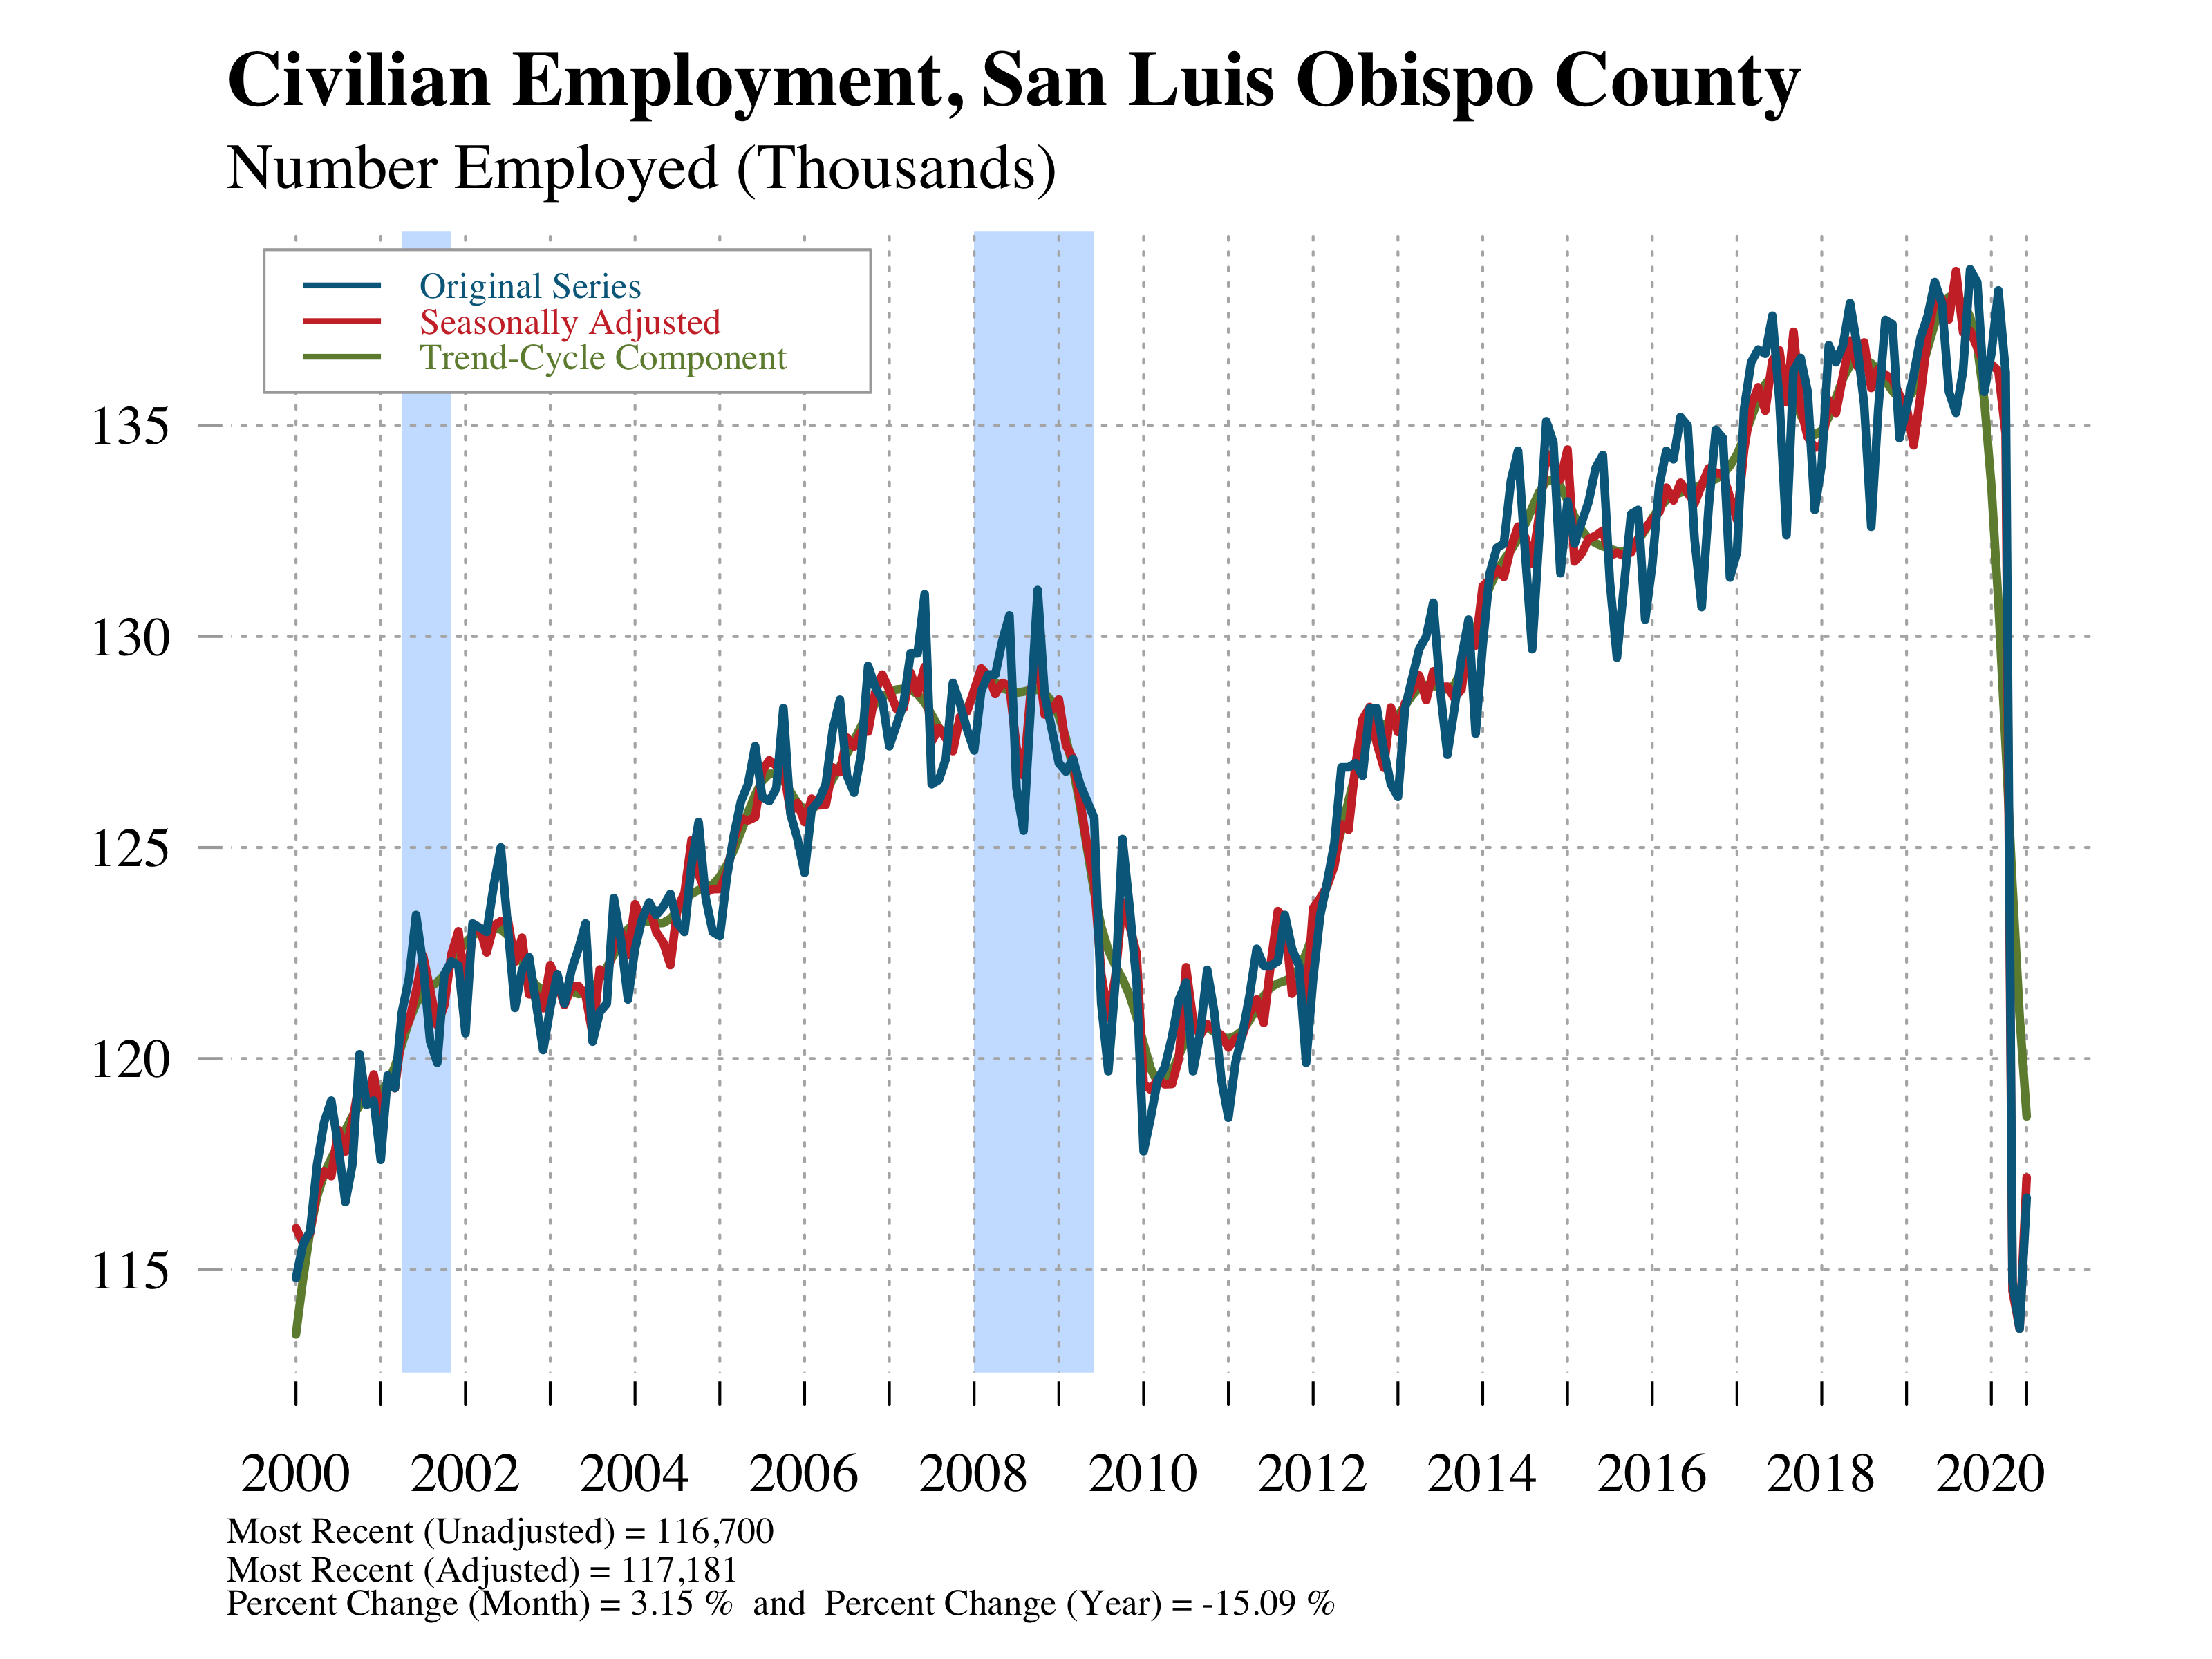 Civilian Employment, San Luis Obispo County
Number Employed (Thousands)
Original Series
Seasonally Adjusted
Trend-Cycle Component
135
130
125
120
115
2000 2002 2004 2006 2008 2010 2012 2014 2016 2018 2020
Most Recent (Unadjusted) = 116,700
Most Recent (Adjusted) = 117,181
Percent Change (Month) = 3.15 % and Percent Change (Year) = -15.09 %